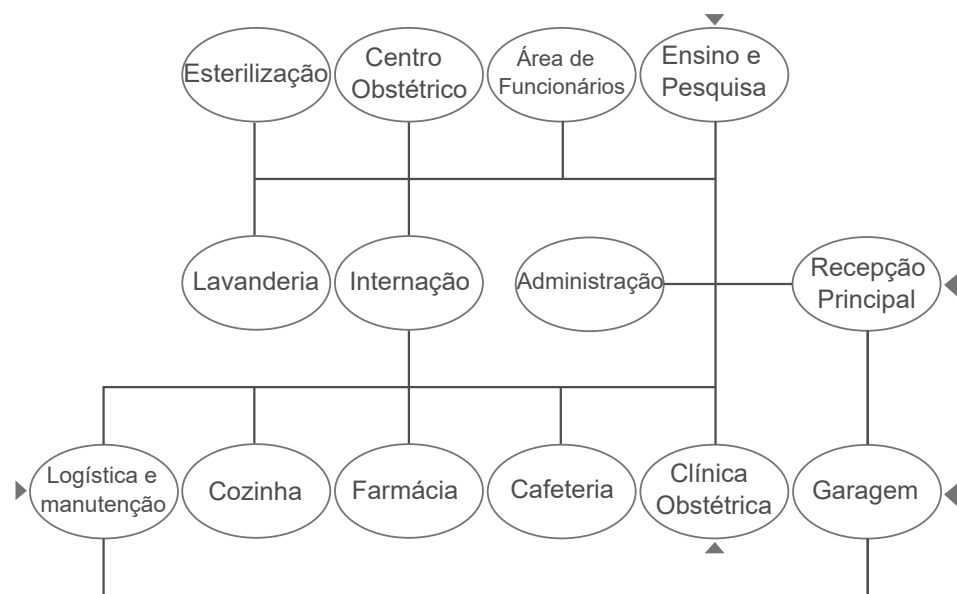 Esterilização
Centro
Obstétrico
Área de
Funcionários
Ensino e
Pesquisa
Lavanderia
Internação
Administração
Recepção
Principal
Logística e
manutenção
Cozinha
Farmácia
Cafeteria
Clínica
Obstétrica
Garagem